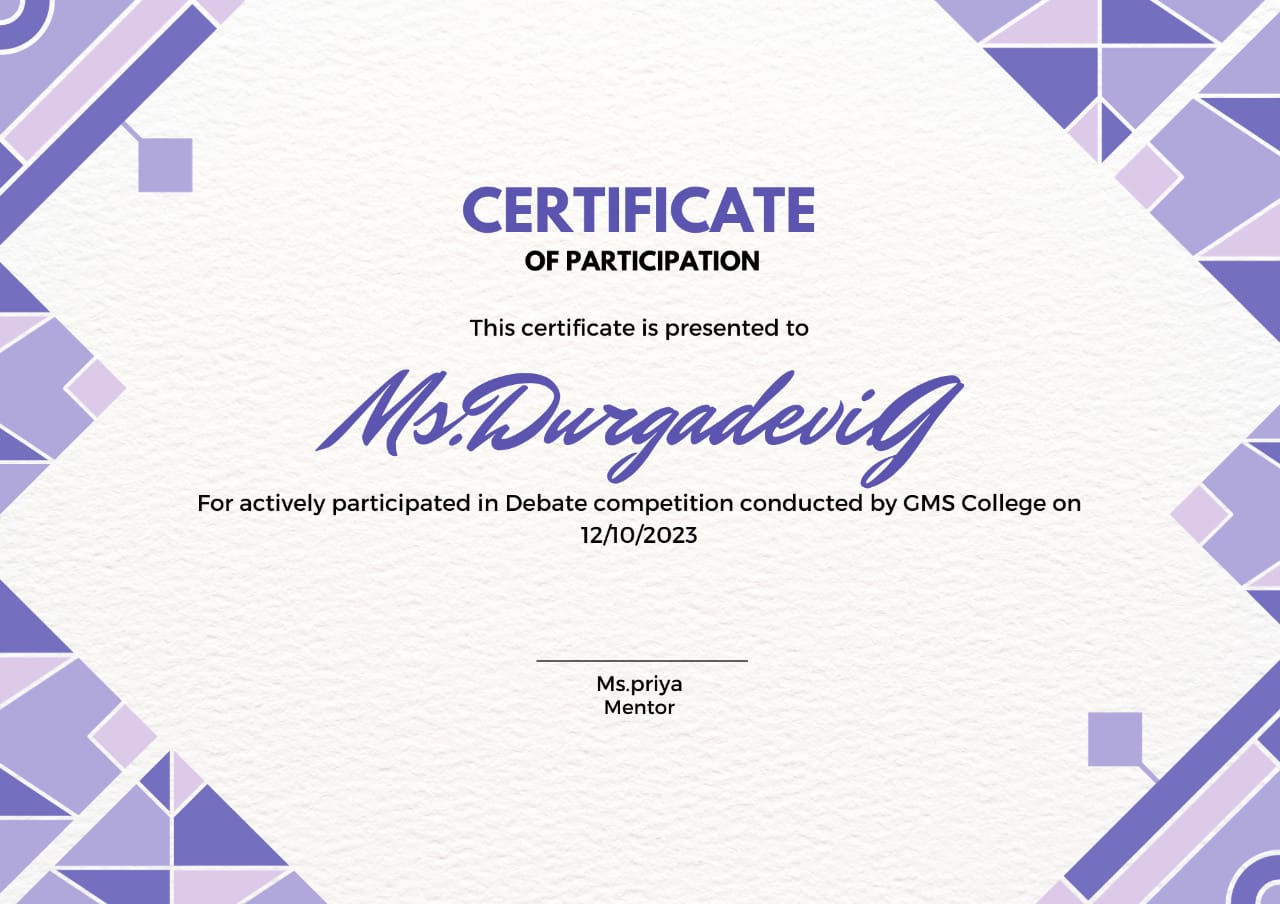 CERTIFICATE
OF PARTICIPATION
This certificate is presented to
Ms.DurgadeviG
For actively participated in Debate competition conducted by GMS College on
12/10/2023
Ms.priya
Mentor